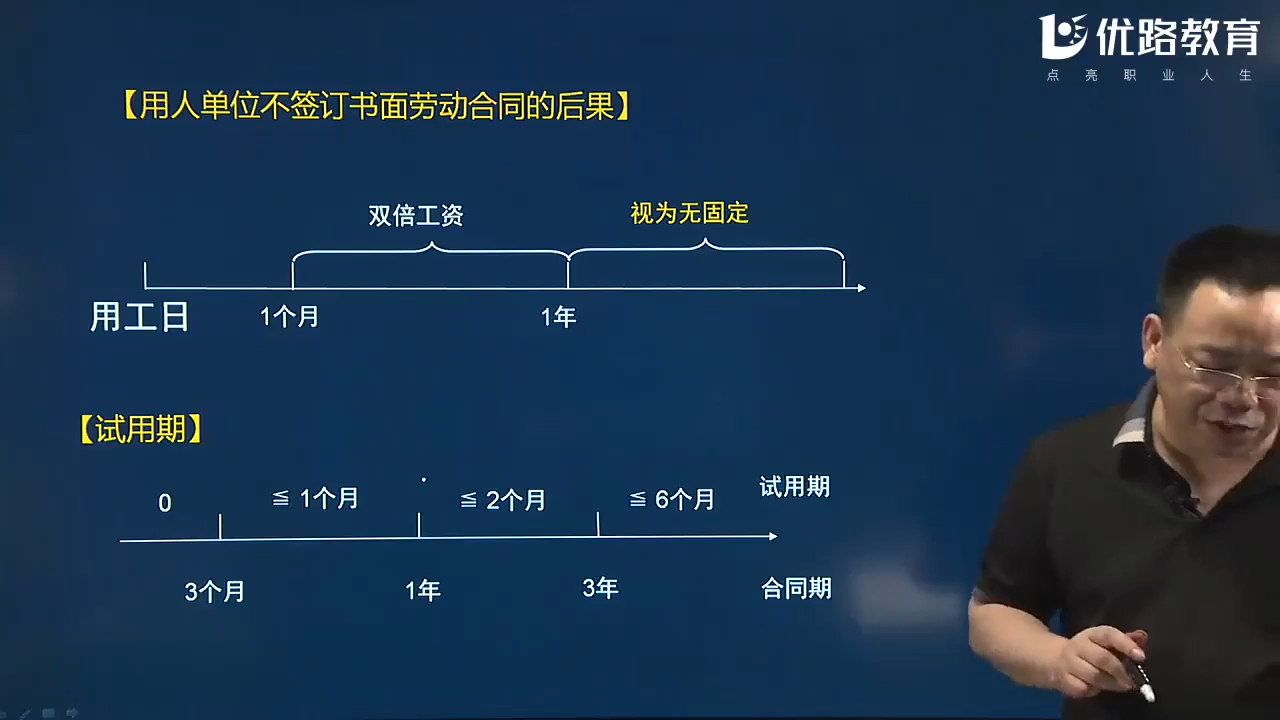 优路教育
点亮职业人生
【用人单位不签订书面劳动合同的后果】
双倍工资 视为无固定
用工日 1个月 1年
【试用期】
0 ≦ 1个月 ≦ 2个月 ≦ 6个月 试用期
3个月 1年 3年 合同期